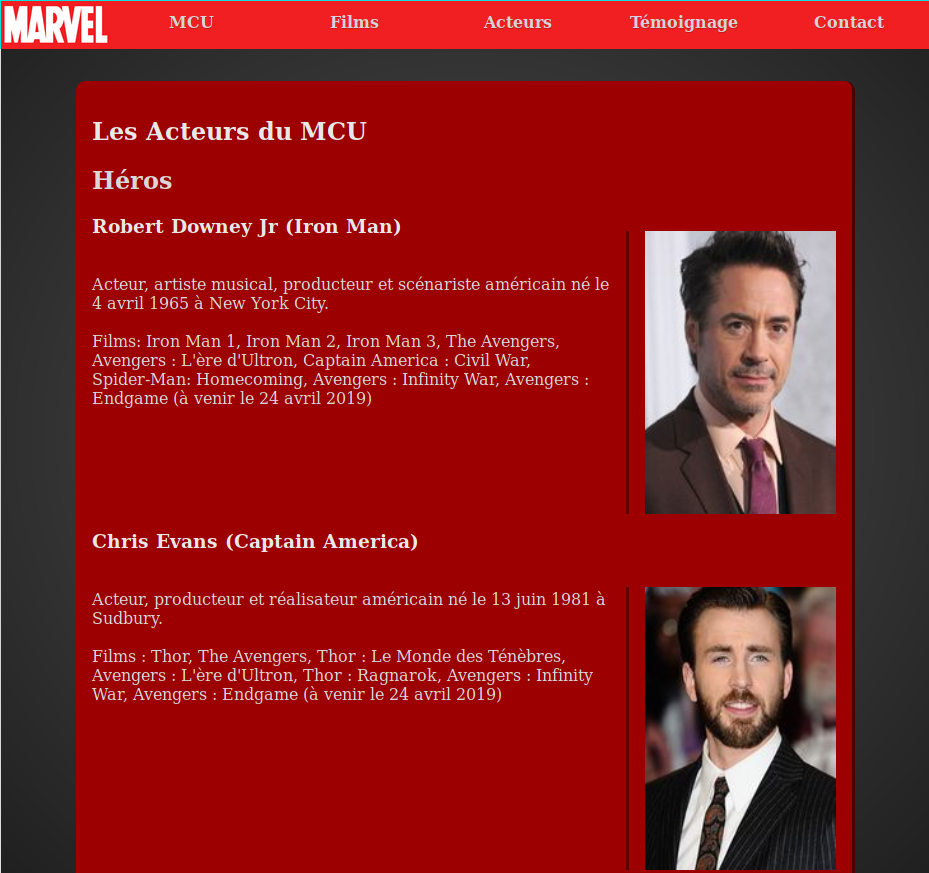 MARVEL MCU Films Acteurs Témoignage Contact
Les Acteurs du MCU
Héros
Robert Downey Jr (Iron Man)
Acteur, artiste musical, producteur et scénariste américain né le
4 avril 1965 à New York City.
Films: Iron Man 1, Iron Man 2, Iron Man 3, The Avengers,
Avengers : L'ère d'Ultron, Captain America : Civil War,
Spider-Man: Homecoming, Avengers : Infinity War, Avengers :
Endgame (à venir le 24 avril 2019)
Chris Evans (Captain America)
Acteur, producteur et réalisateur américain né le 13 juin 1981 à
Sudbury.
Films : Thor, The Avengers, Thor : Le Monde des Ténèbres,
Avengers : L'ère d'Ultron, Thor : Ragnarok, Avengers : Infinity
War, Avengers : Endgame (à venir le 24 avril 2019)